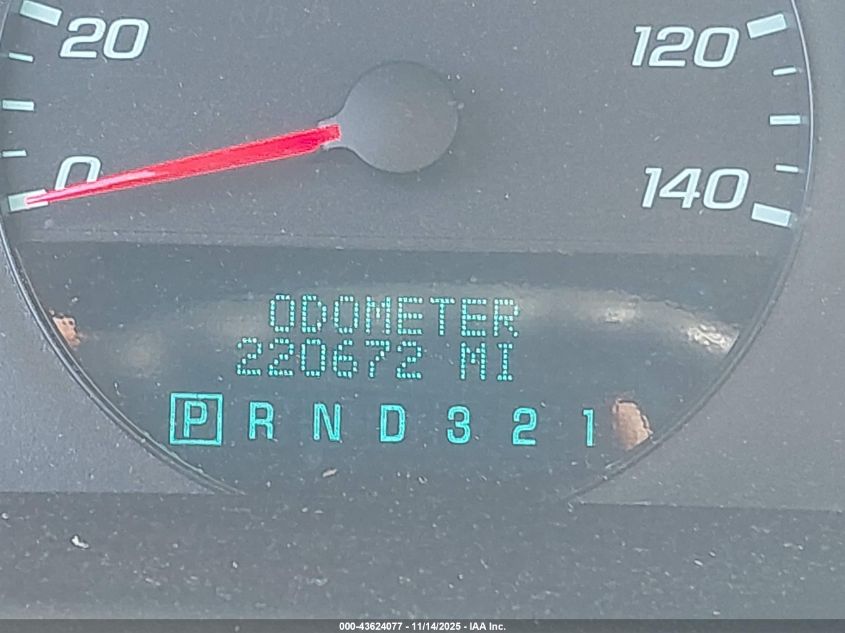 20
120
0
140
ODOMETER
220672 MI
P R N D 3 2 1
000-43624077 - 11/14/2025 - IAA Inc.